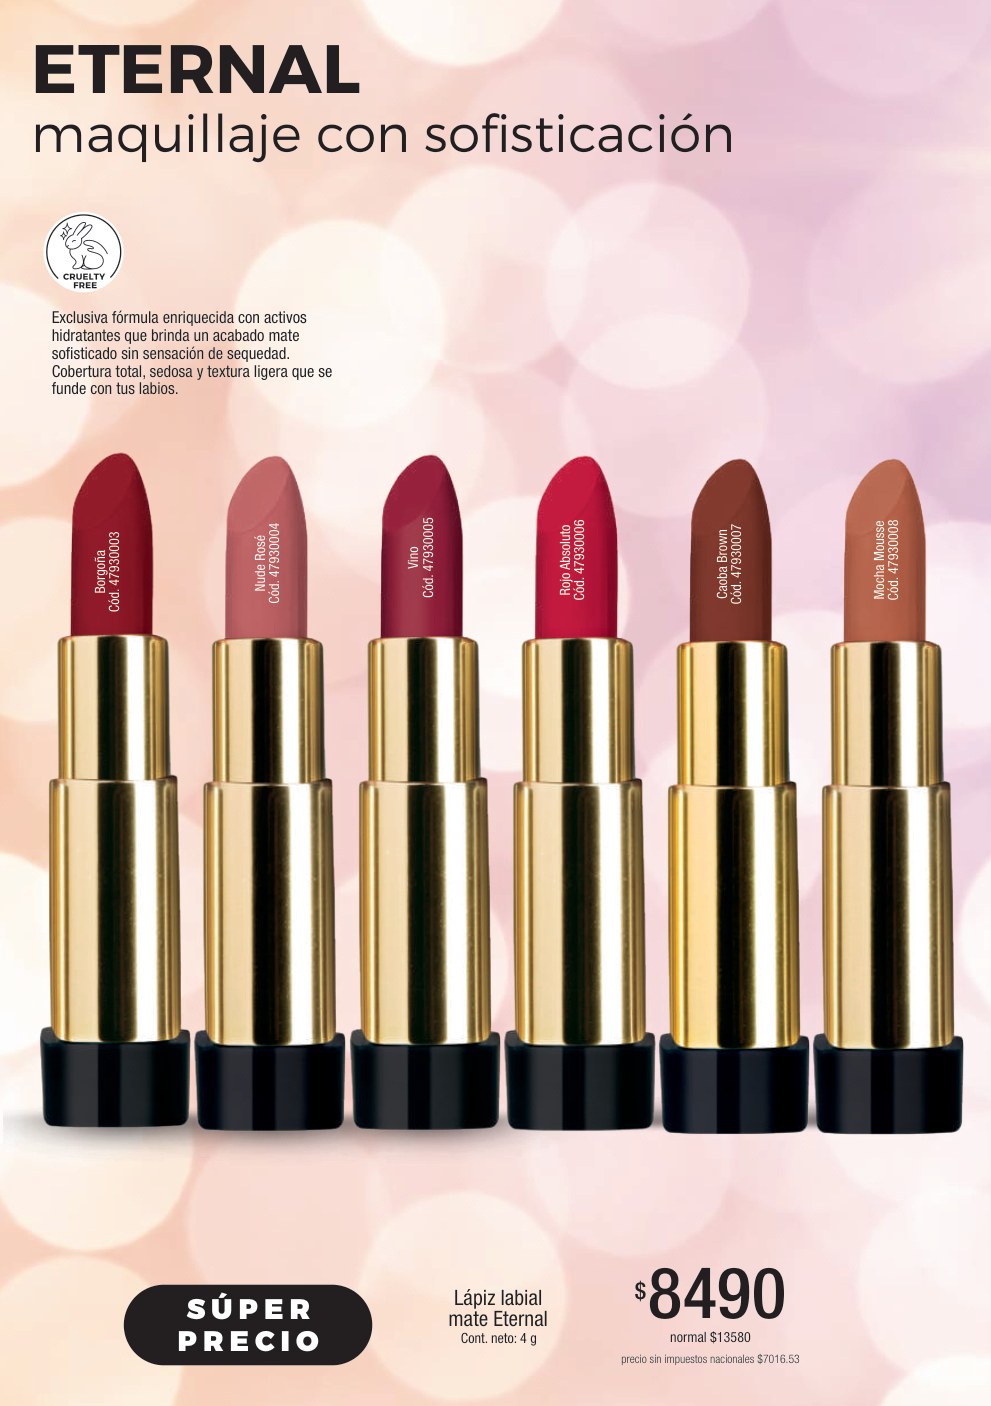 ETERNAL
maquillaje con sofisticación
CRUELTY
FREE
Exclusiva fórmula enriquecida con activos
hidratantes que brinda un acabado mate
sofisticado sin sensación de sequedad.
Cobertura total, sedosa y textura ligera que se
funde con tus labios.
Borgoña
Cód. 47930003
Nude Rosé
Cód. 47930004
Vino
Cód. 47930005
Rojo Absoluto
Cód. 47930006
Caoba Brown
Cód. 47930007
Mocha Mousse
Cód. 47930008
SÚPER
PRECIO
Lápiz labial
mate Eternal
Cont. neto: 4 g
$8490
normal $13580
precio sin impuestos nacionales $7016.53